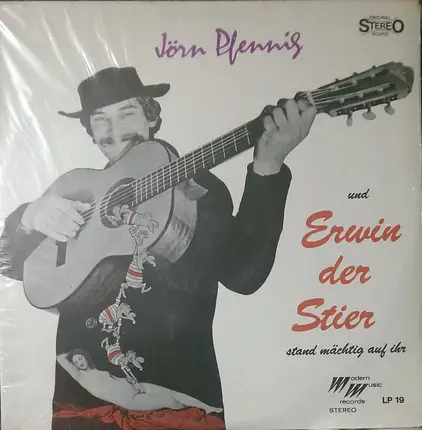 Jörn Pfennig
ORIGINAL
STEREO
SOUND
und
Erwin
der
Stier
stand mächtig auf ihr
Modern
Music
records
STEREO
LP 19